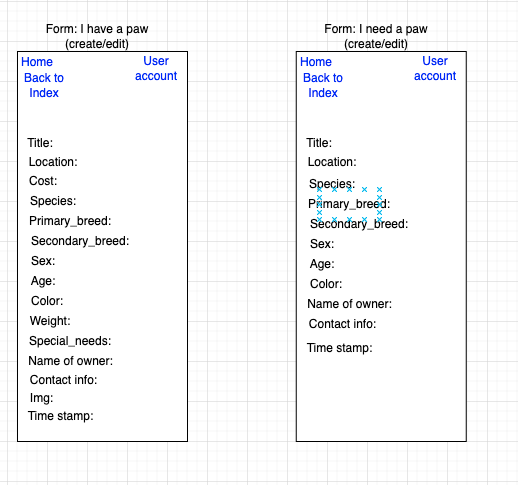 Form: I have a paw
(create/edit)
Home
User
account
Back to
Index
Title:
Location:
Cost:
Species:
Primary_breed:
Secondary_breed:
Sex:
Age:
Color:
Weight:
Special_needs:
Name of owner:
Contact info:
Img:
Time stamp:
Form: I need a paw
(create/edit)
Home
User
account
Back to
Index
Title:
Location:
Species:
Primary_breed:
Secondary_breed:
Sex:
Age:
Color:
Name of owner:
Contact info:
Time stamp: